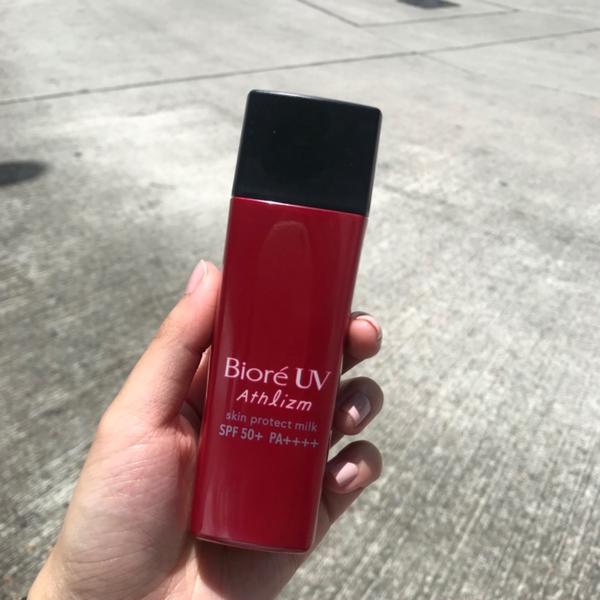 Bioré UV
Athlizm
skin protect milk
SPF 50+ PA++++